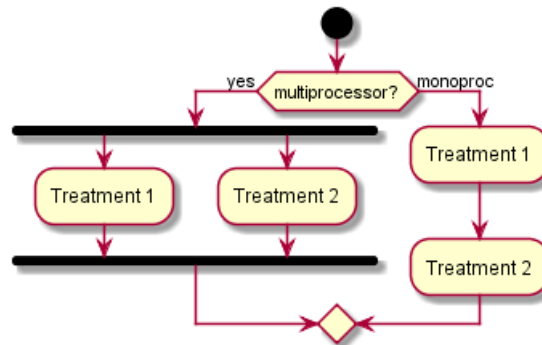 yes
multiprocessor?
monoproc
Treatment 1
Treatment 2
Treatment 1
Treatment 2